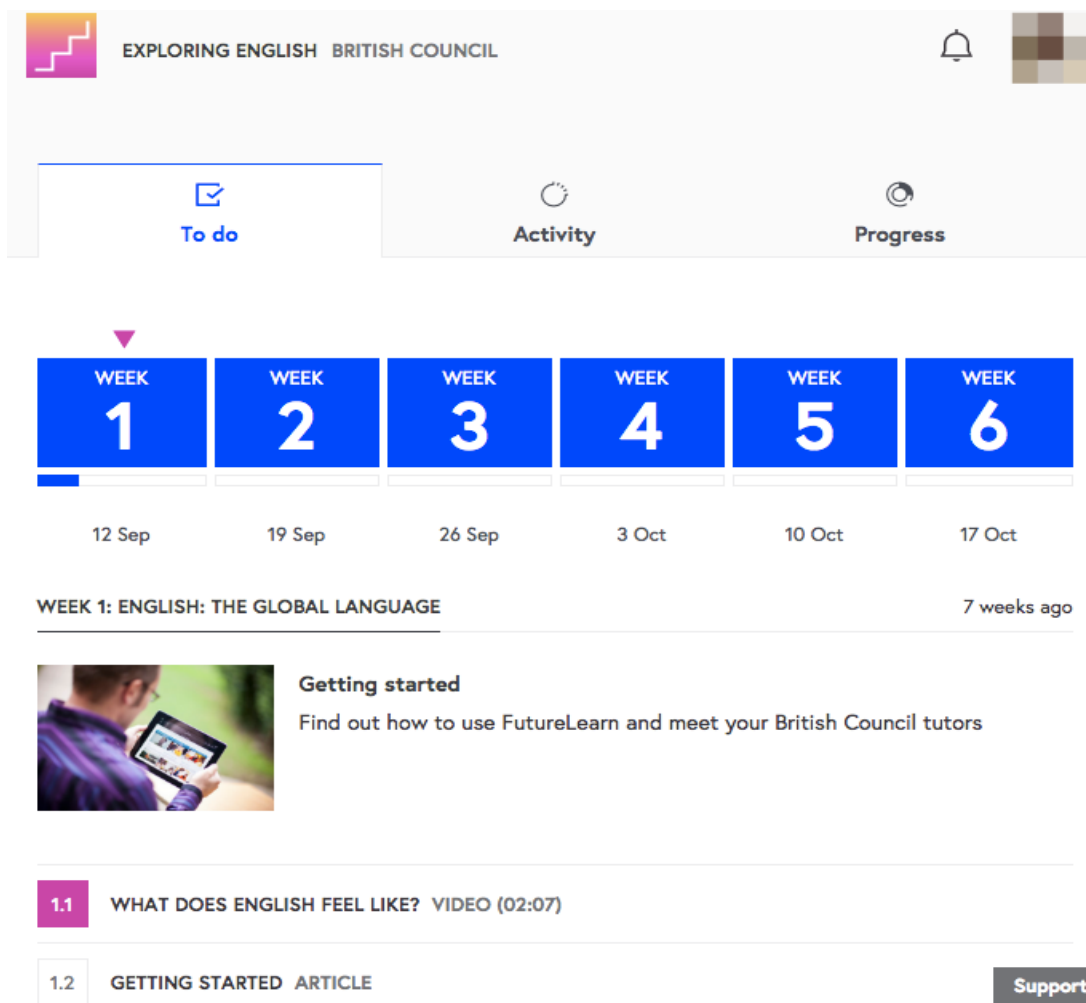 EXPLORING ENGLISH BRITISH COUNCIL
To do
Activity
Progress
WEEK WEEK WEEK WEEK WEEK WEEK
1 2 3 4 5 6
12 Sep 19 Sep 26 Sep 3 Oct 10 Oct 17 Oct
WEEK 1: ENGLISH: THE GLOBAL LANGUAGE
7 weeks ago
Getting started
Find out how to use FutureLearn and meet your British Council tutors
1.1 WHAT DOES ENGLISH FEEL LIKE? VIDEO (02:07)
1.2 GETTING STARTED ARTICLE
Support